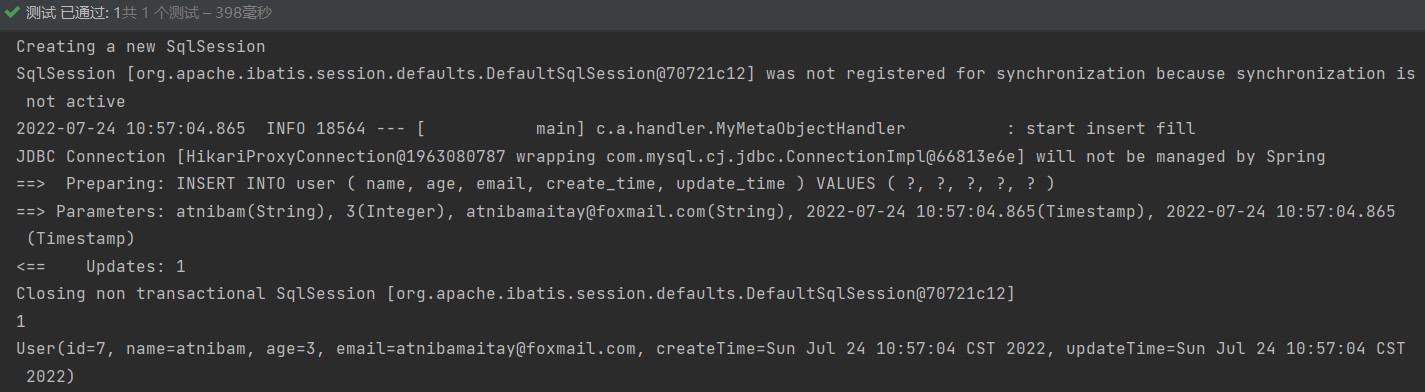 测试 已通过: 1共 1 个测试 – 398毫秒
Creating a new SqlSession
SqlSession [org.apache.ibatis.session.defaults.DefaultSqlSession@70721c12] was not registered for synchronization because synchronization is
not active
2022-07-24 10:57:04.865  INFO 18564 --- [           main] c.a.handler.MyMetaObjectHandler          : start insert fill
JDBC Connection [HikariProxyConnection@1963080787 wrapping com.mysql.cj.jdbc.ConnectionImpl@66813e6e] will not be managed by Spring
==>  Preparing: INSERT INTO user ( name, age, email, create_time, update_time ) VALUES ( ?, ?, ?, ?, ? )
==> Parameters: atnibam(String), 3(Integer), atnibamaitay@foxmail.com(String), 2022-07-24 10:57:04.865(Timestamp), 2022-07-24 10:57:04.865
(Timestamp)
<==    Updates: 1
Closing non transactional SqlSession [org.apache.ibatis.session.defaults.DefaultSqlSession@70721c12]
1
User(id=7, name=atnibam, age=3, email=atnibamaitay@foxmail.com, createTime=Sun Jul 24 10:57:04 CST 2022, updateTime=Sun Jul 24 10:57:04 CST
2022)